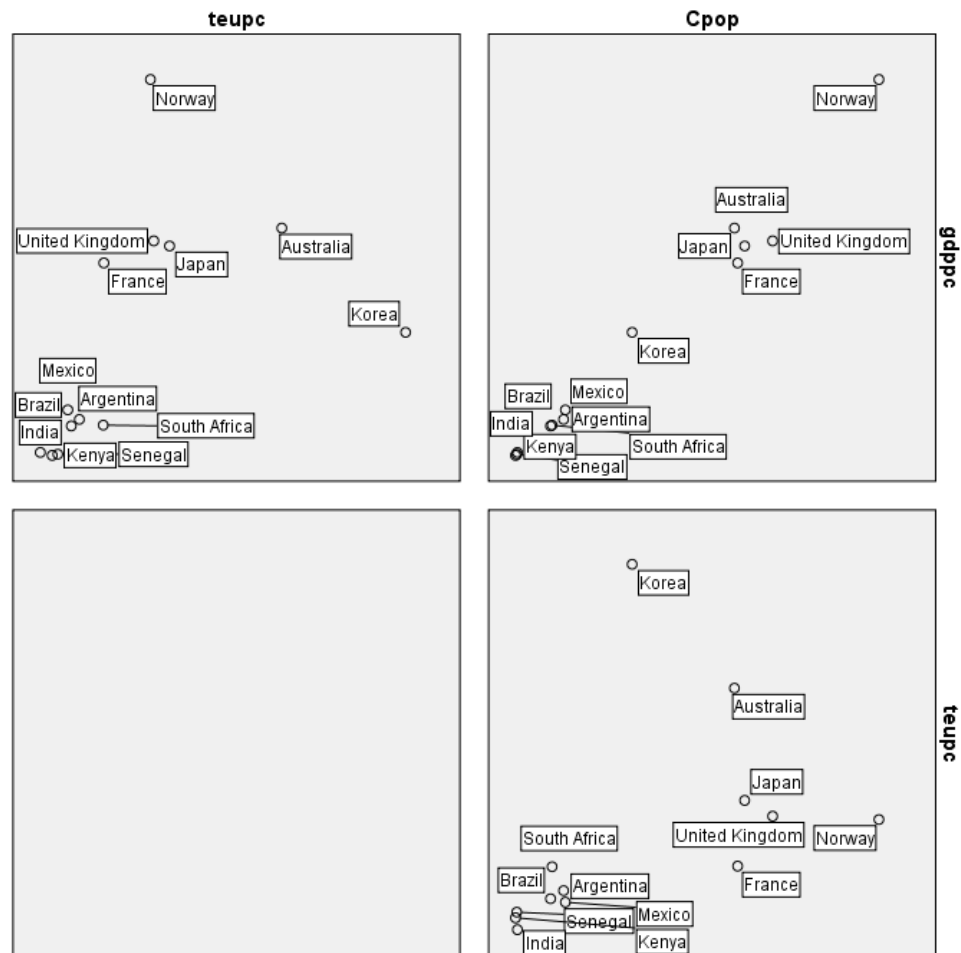 teupc
Cpop
Norway
Norway
Australia
United Kingdom
Australia
Japan
United Kingdom
Japan
France
France
gdppc
Korea
Korea
Mexico
Brazil
Argentina
India
South Africa
Kenya
Senegal
Brazil
Mexico
India
Argentina
Kenya
South Africa
Senegal
Korea
Australia
teupc
Japan
South Africa
United Kingdom
Norway
Brazil
Argentina
France
Senegal
Mexico
India
Kenya